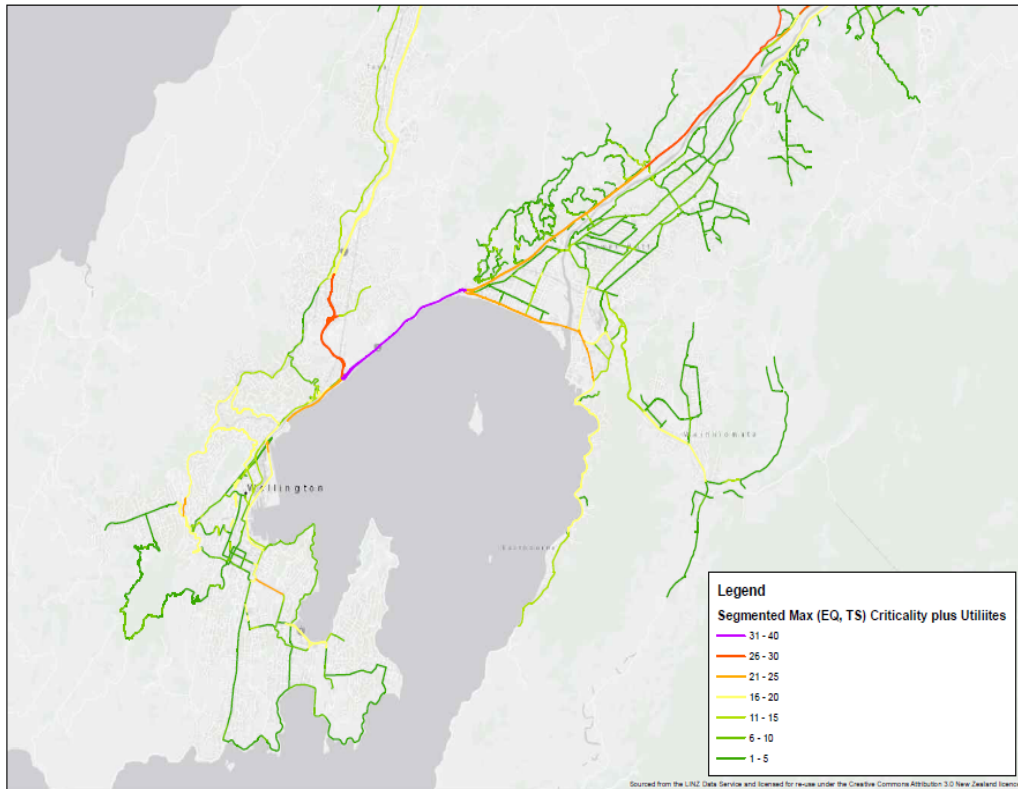 Tawa
Wellington
Wainuiomata
Eastbourne
Legend
Segmented Max (EQ, TS) Criticality plus Utiliites
31 - 40
26 - 30
21 - 25
16 - 20
11 - 15
6 - 10
1 - 5
Sourced from the LINZ Data Service and licensed for re-use under the Creative Commons Attribution 3.0 New Zealand licence